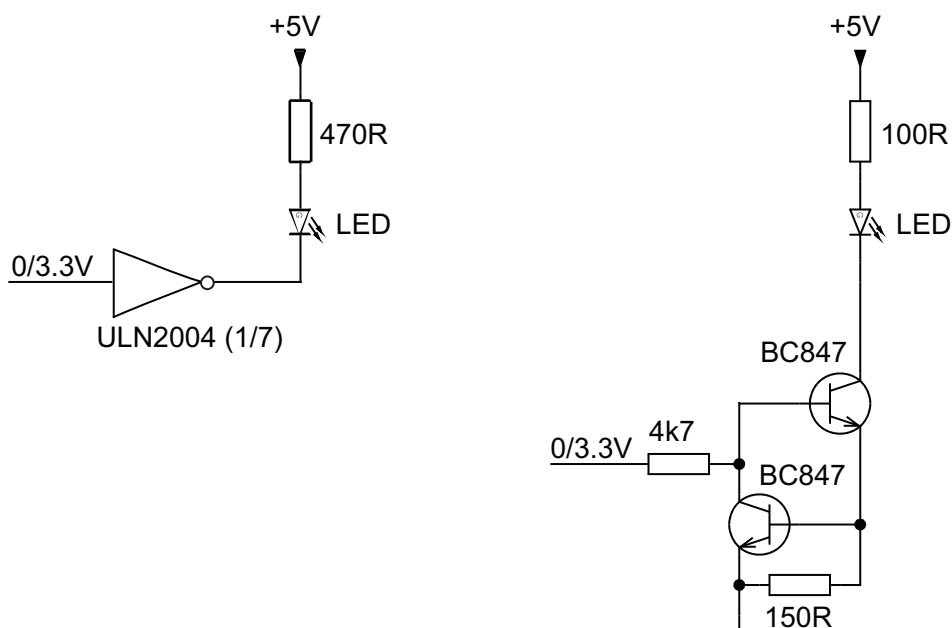 +5V
470R
LED
0/3.3V
ULN2004 (1/7)
+5V
100R
LED
BC847
0/3.3V
4k7
BC847
150R